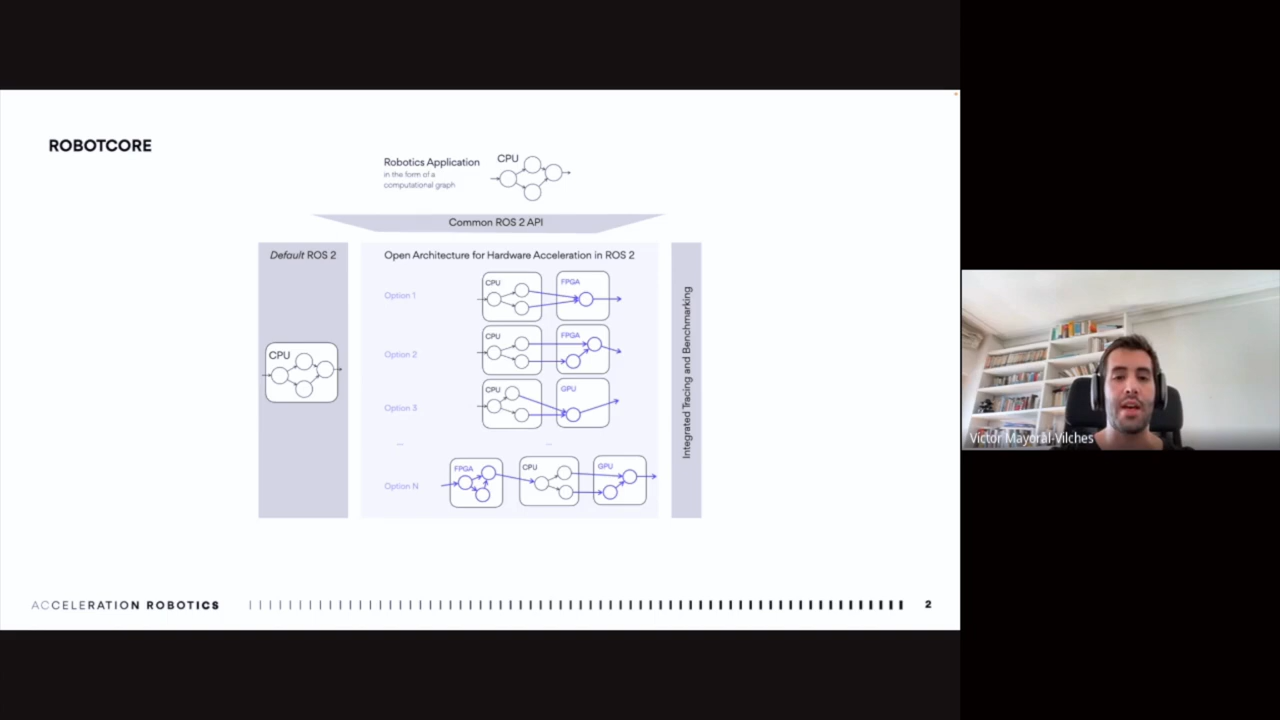 ROBOTCORE
Robotics Application
in the form of a
computational graph
CPU
Common ROS 2 API
Default ROS 2
CPU
Open Architecture for Hardware Acceleration in ROS 2
Option 1
CPU
FPGA
Option 2
CPU
FPGA
Option 3
CPU
GPU
...
...
Option N
FPGA
CPU
GPU
Integrated Tracing and Benchmarking
Victor Mayoral-Vilches
ACCELERATION ROBOTICS
2